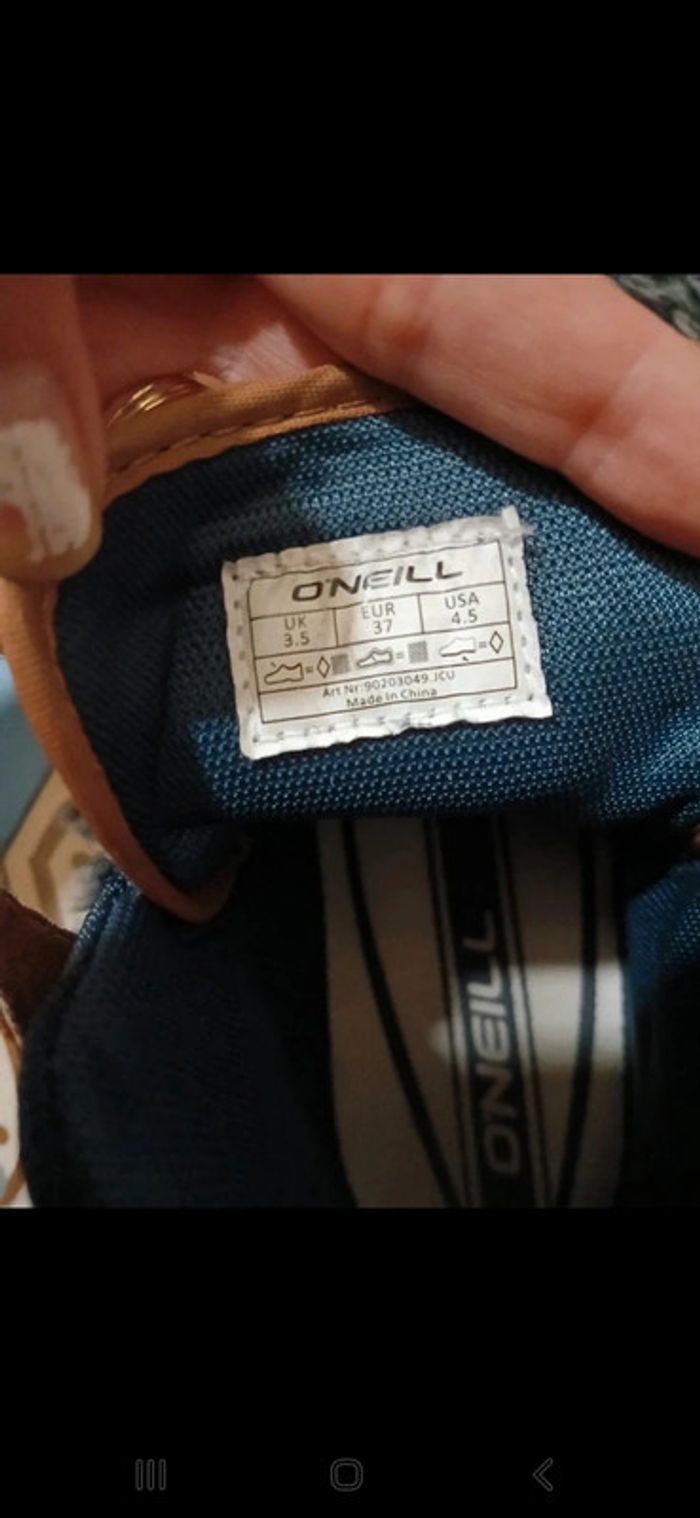 O'NEILL
UK EUR USA
3.5 37 4.5
Art Nr:90203049.JCU
Made In China
O'NEILL